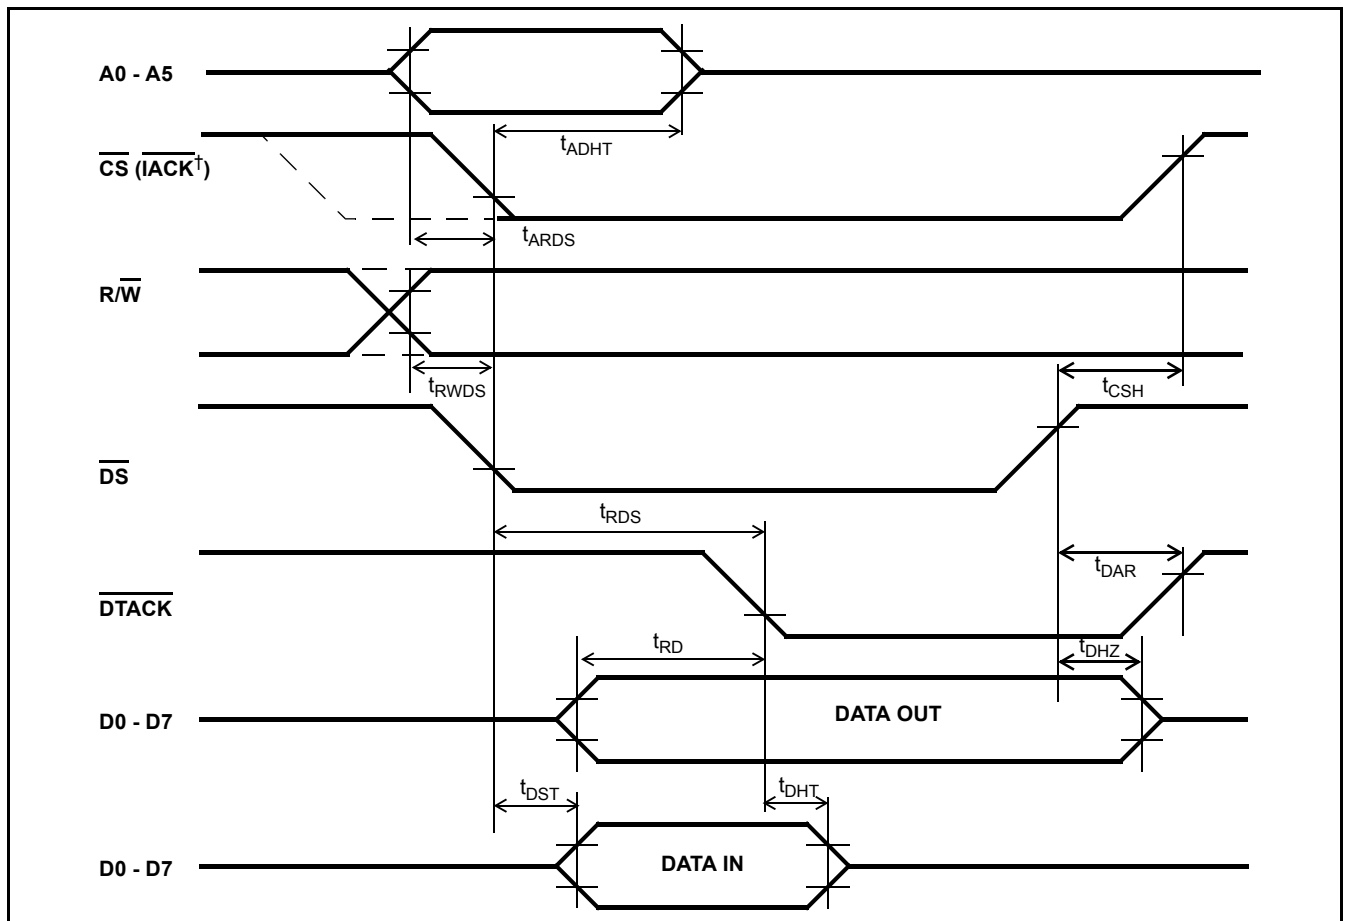 A0 - A5
tADHT
CS (IACK†)
tARDS
R/W
tRWDS
tCSH
DS
tRDS
tDAR
DTACK
tRD
tDHZ
D0 - D7
DATA OUT
tDST
tDHT
D0 - D7
DATA IN